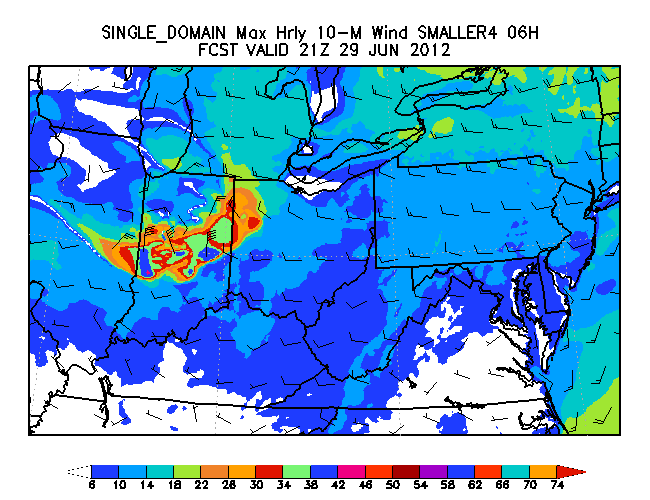 SINGLE_DOMAIN Max Hrly 10-M Wind SMALLER4 06H
FCST VALID 21Z 29 JUN 2012
6 10 14 18 22 26 30 34 38 42 46 50 54 58 62 66 70 74